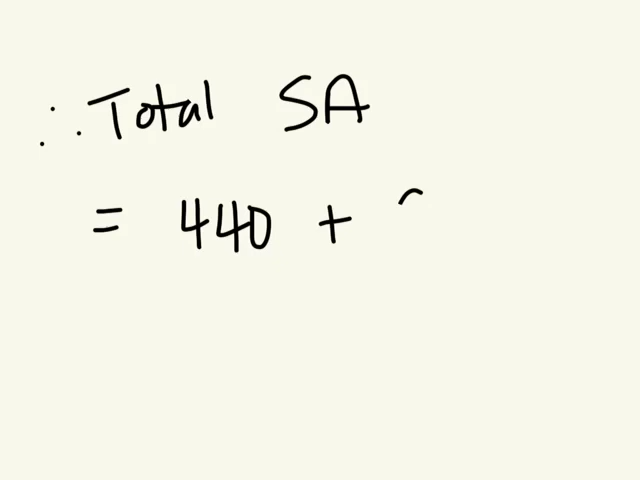 ∴ Total SA
= 440 +